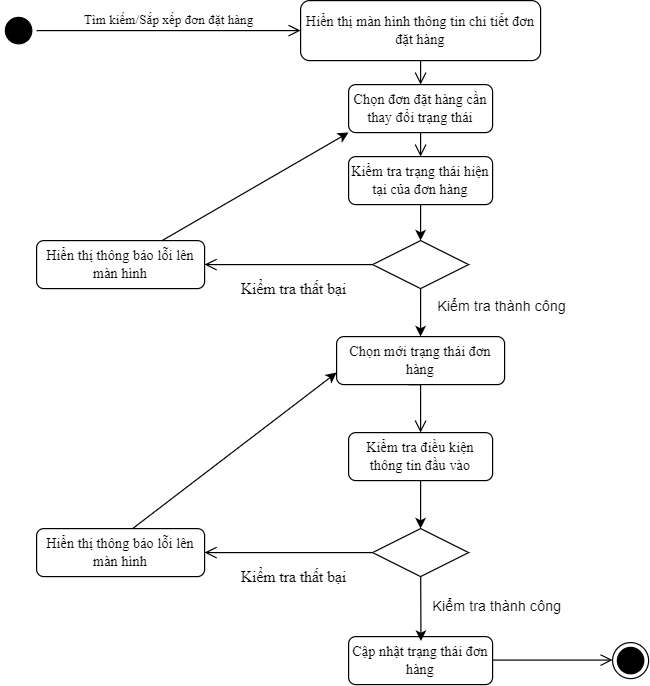 Tìm kiếm/Sắp xếp đơn đặt hàng
Hiển thị màn hình thông tin chi tiết đơn
đặt hàng
Chọn đơn đặt hàng cần
thay đổi trạng thái
Kiểm tra trạng thái hiện
tại của đơn hàng
Hiển thị thông báo lỗi lên
màn hình
Kiểm tra thất bại
Kiểm tra thành công
Chọn mới trạng thái đơn
hàng
Kiểm tra điều kiện
thông tin đầu vào
Hiển thị thông báo lỗi lên
màn hình
Kiểm tra thất bại
Kiểm tra thành công
Cập nhật trạng thái đơn
hàng